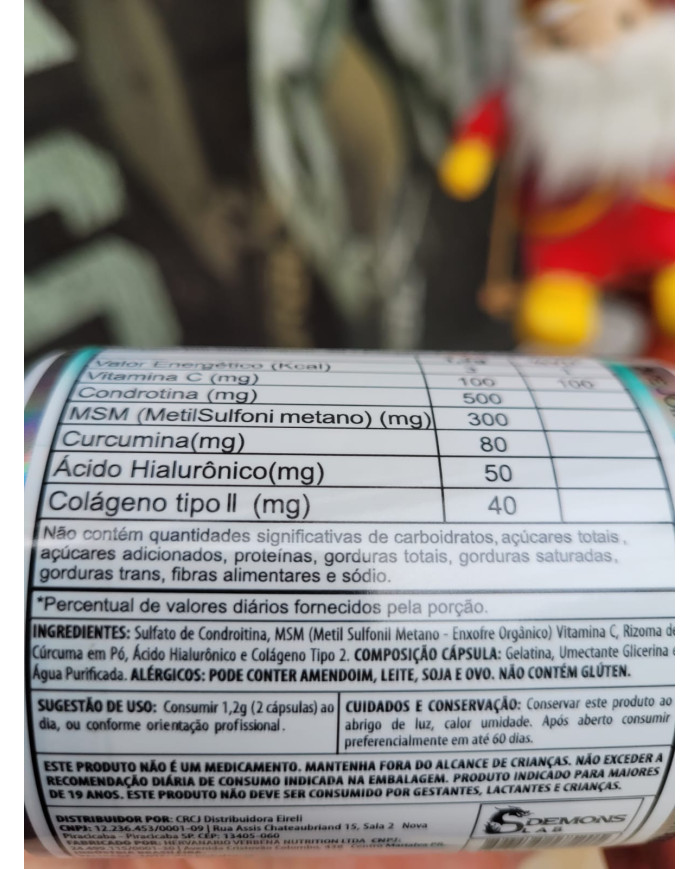 Valor Energético (Kcal) 3 1
Vitamina C (mg) 100 100
Condrotina (mg) 500
MSM (MetilSulfoni metano) (mg) 300
Curcumina(mg) 80
Ácido Hialurônico(mg) 50
Colágeno tipo II (mg) 40
Não contém quantidades significativas de carboidratos, açúcares totais,
açúcares adicionados, proteínas, gorduras totais, gorduras saturadas,
gorduras trans, fibras alimentares e sódio.
*Percentual de valores diários fornecidos pela porção.
INGREDIENTES: Sulfato de Condroitina, MSM (Metil Sulfonil Metano - Enxofre Orgânico) Vitamina C, Rizoma de
Cúrcuma em Pó, Ácido Hialurônico e Colágeno Tipo 2. COMPOSIÇÃO CÁPSULA: Gelatina, Umectante Glicerina e
Água Purificada. ALÉRGICOS: PODE CONTER AMENDOIM, LEITE, SOJA E OVO. NÃO CONTÉM GLÚTEN.
SUGESTÃO DE USO: Consumir 1,2g (2 cápsulas) ao
dia, ou conforme orientação profissional.
CUIDADOS E CONSERVAÇÃO: Conservar este produto ao
abrigo de luz, calor umidade. Após aberto consumir
preferencialmente em até 60 dias.
ESTE PRODUTO NÃO É UM MEDICAMENTO. MANTENHA FORA DO ALCANCE DE CRIANÇAS. NÃO EXCEDER A
RECOMENDAÇÃO DIÁRIA DE CONSUMO INDICADA NA EMBALAGEM. PRODUTO INDICADO PARA MAIORES
DE 19 ANOS. ESTE PRODUTO NÃO DEVE SER CONSUMIDO POR GESTANTES, LACTANTES E CRIANÇAS.
DISTRIBUIDOR POR: CRCJ Distribuidora Eireli
CNPJ: 12.236.453/0001-09 | Rua Assis Chateaubriand 15, Sala 2 Nova
Piracicaba - Piracicaba SP. CEP: 13405-060
FABRICADO POR: HERVANARIO VERBENA NUTRITION LTDA CNPJ:
DEMONS
LAB